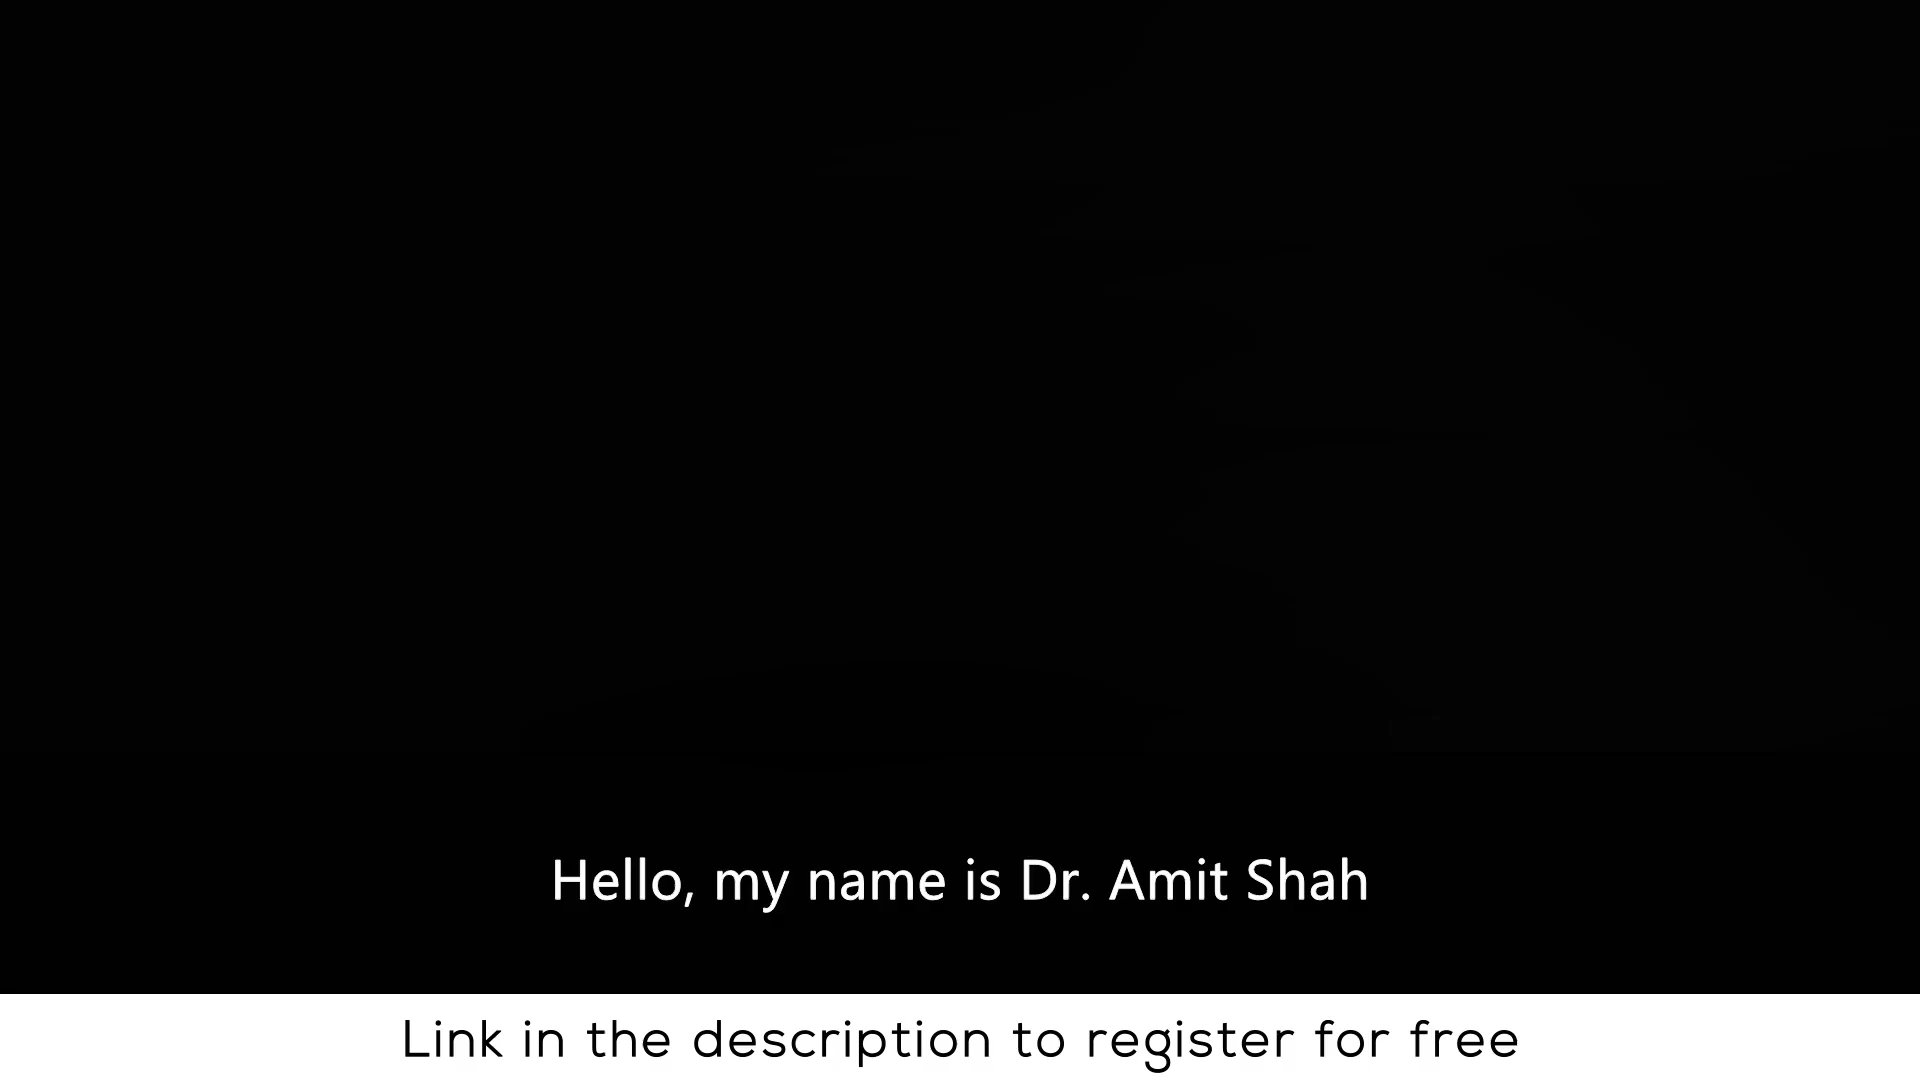 Hello, my name is Dr. Amit Shah
Link in the description to register for free